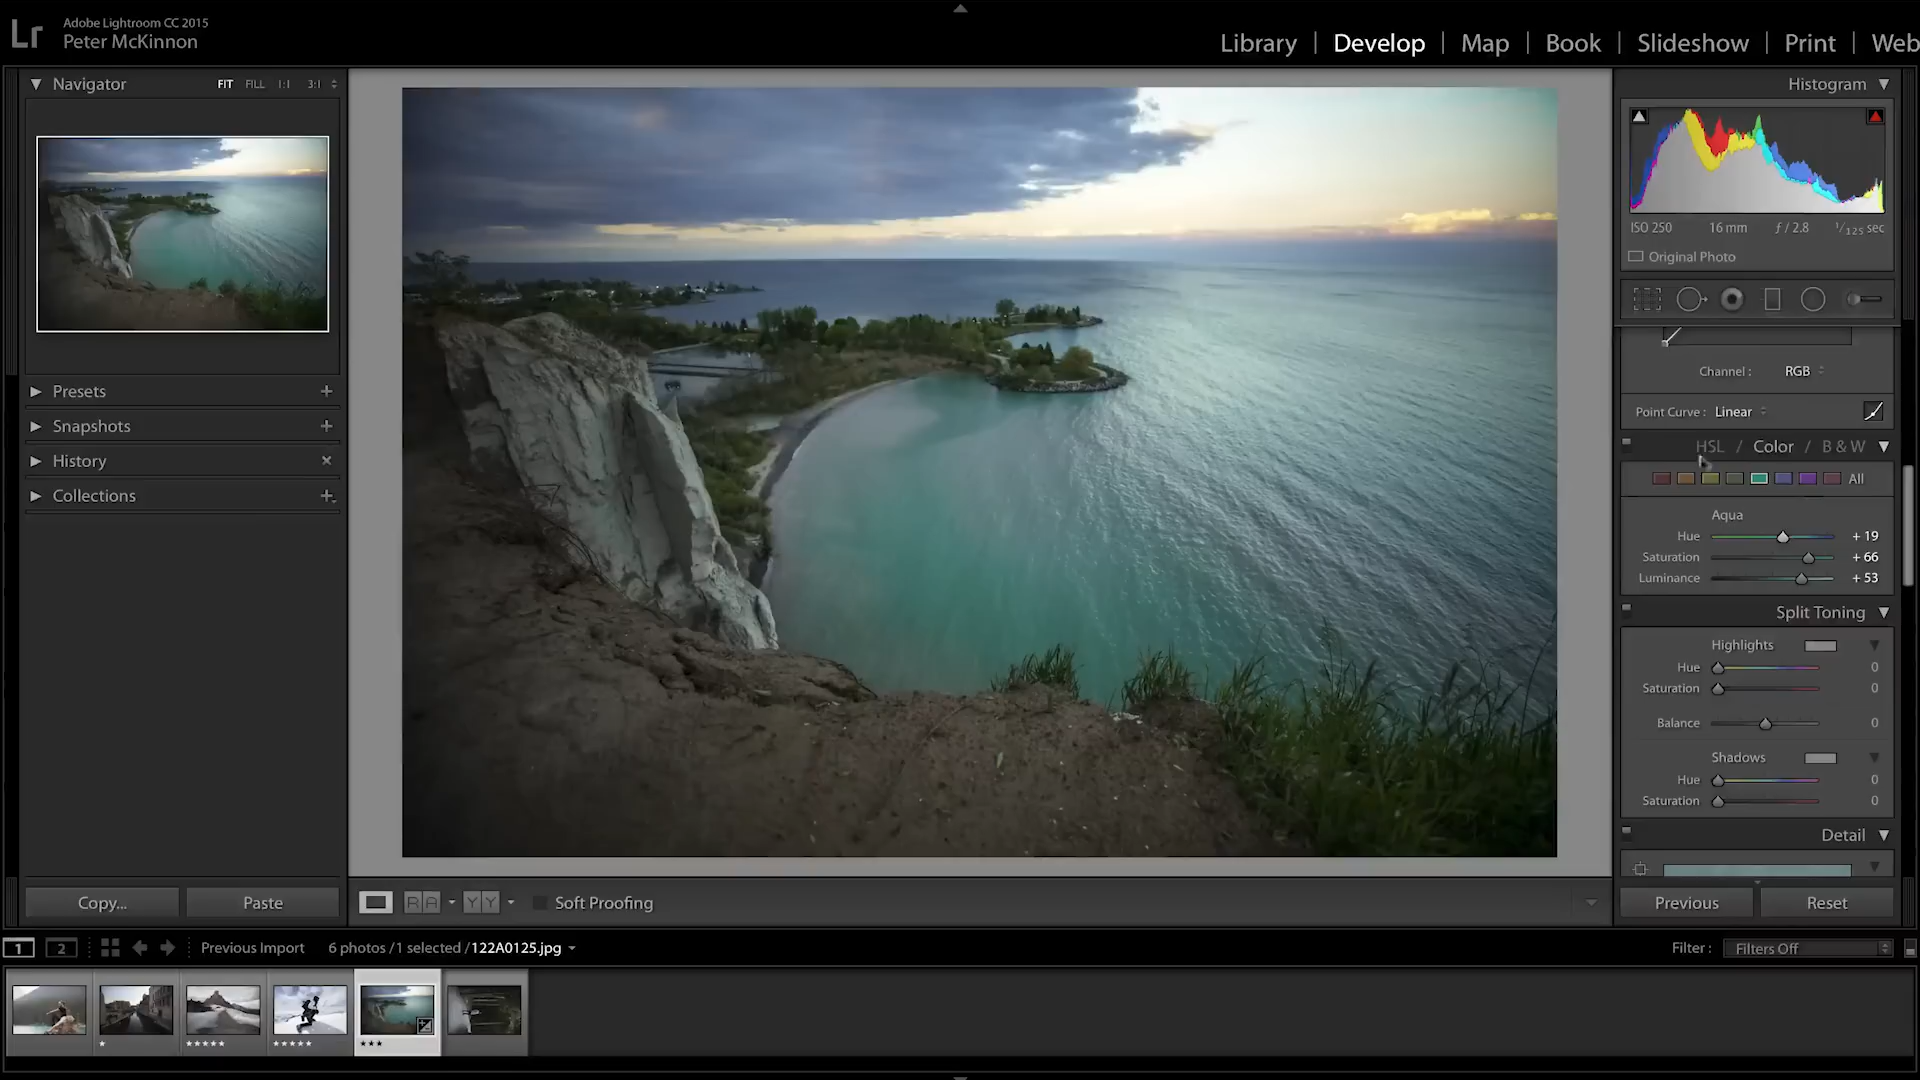 Lr
Adobe Lightroom CC 2015
Peter McKinnon
Library | Develop | Map | Book | Slideshow | Print | Web
Navigator FIT FILL 1:1 3:1
Presets +
Snapshots +
History ×
Collections +
Copy... Paste
Histogram
ISO 250 16 mm ƒ / 2.8 1/125 sec
Original Photo
Channel : RGB
Point Curve : Linear
HSL / Color / B & W
All
Aqua
Hue + 19
Saturation + 66
Luminance + 53
Split Toning
Highlights
Hue 0
Saturation 0
Balance 0
Shadows
Hue 0
Saturation 0
Detail
Previous Reset
R A Y Y Soft Proofing
1 2 Previous Import 6 photos / 1 selected / 122A0125.jpg Filter : Filters Off